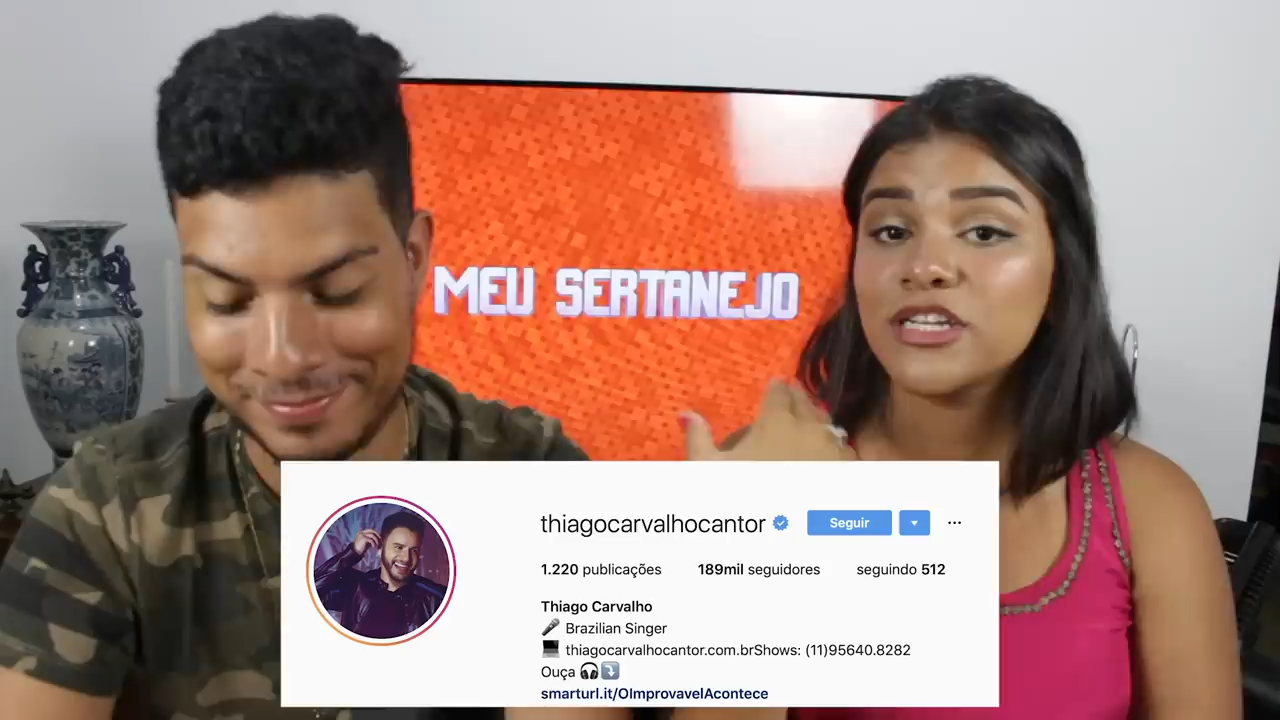 MEU SERTANEJO
thiagocarvalhocantor Seguir ...
1.220 publicações 189mil seguidores seguindo 512
Thiago Carvalho
🎤 Brazilian Singer
💻 thiagocarvalhocantor.com.brShows: (11)95640.8282
Ouça 🎧⤵️
smarturl.it/OImprovavelAcontece